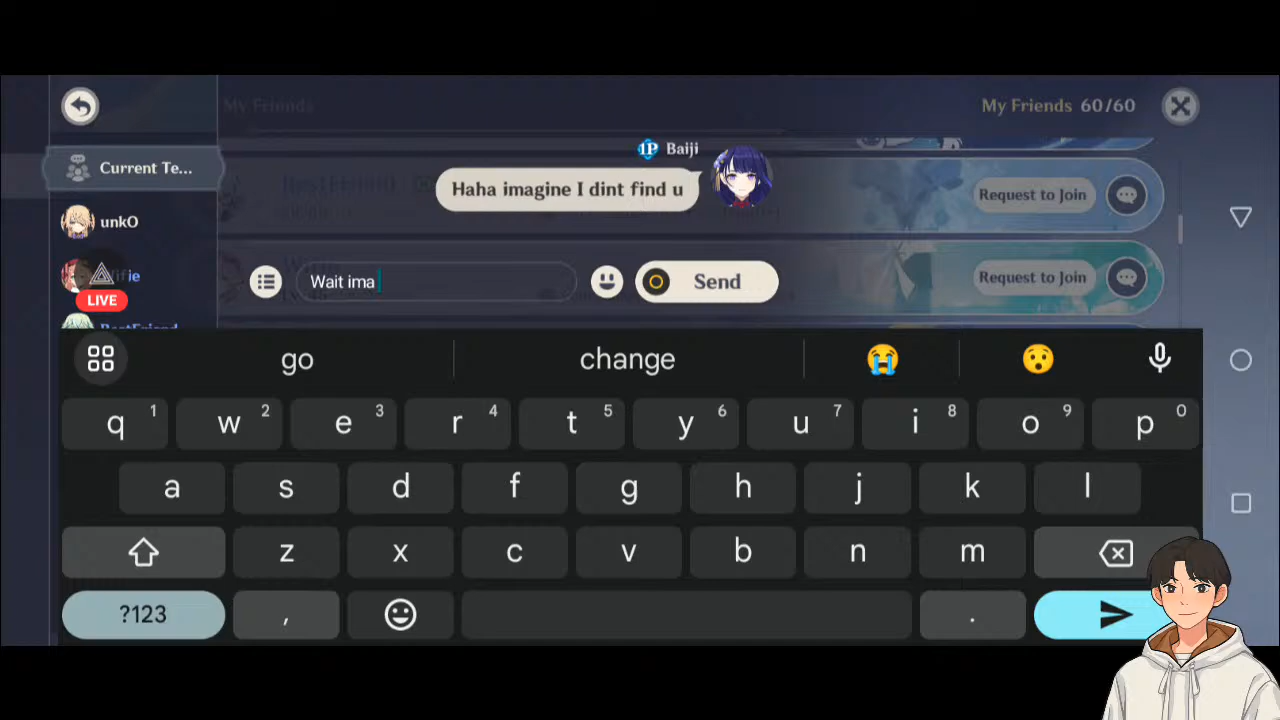 My Friends
My Friends 60/60
Current Te...
1P Baiji
Haha imagine I dint find u
Request to Join
unkO
Wait ima
Send
Request to Join
LIVE
BestFriend
go
change
q 1 w 2 e 3 r 4 t 5 y 6 u 7 i 8 o 9 p 0
a s d f g h j k l
z x c v b n m
?123 , .